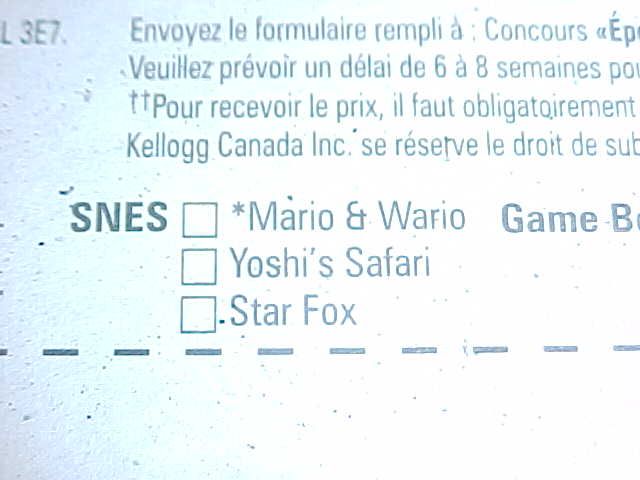 L 3E7. Envoyez le formulaire rempli à : Concours «Ép
Veuillez prévoir un délai de 6 à 8 semaines pou
††Pour recevoir le prix, il faut obligatoirement
Kellogg Canada Inc. se réserve le droit de sub
SNES □ *Mario & Wario Game Bo
□ Yoshi's Safari
□ Star Fox